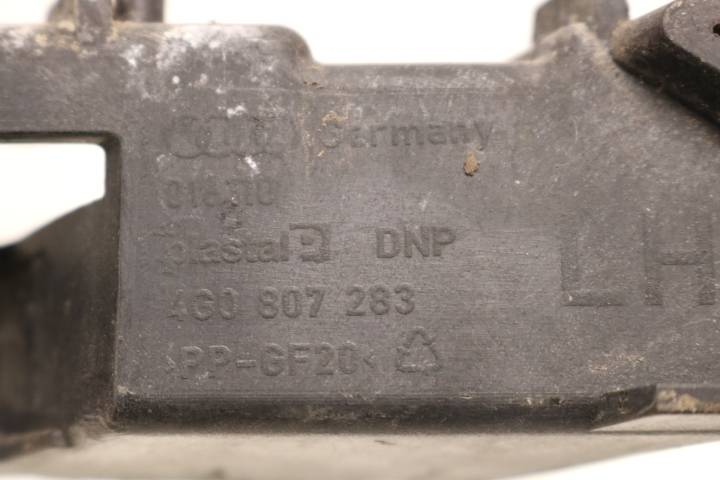 Germany
plastal DNP
LH
4G0 807 283
>PP-GF20<